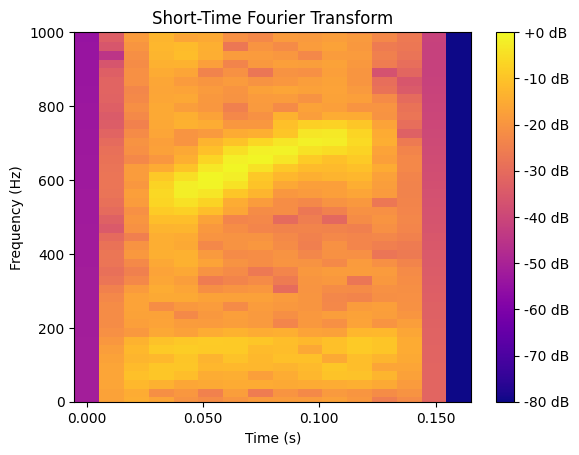 Short-Time Fourier Transform
1000
800
600
400
200
0
Frequency (Hz)
0.000
0.050
0.100
0.150
Time (s)
+0 dB
-10 dB
-20 dB
-30 dB
-40 dB
-50 dB
-60 dB
-70 dB
-80 dB